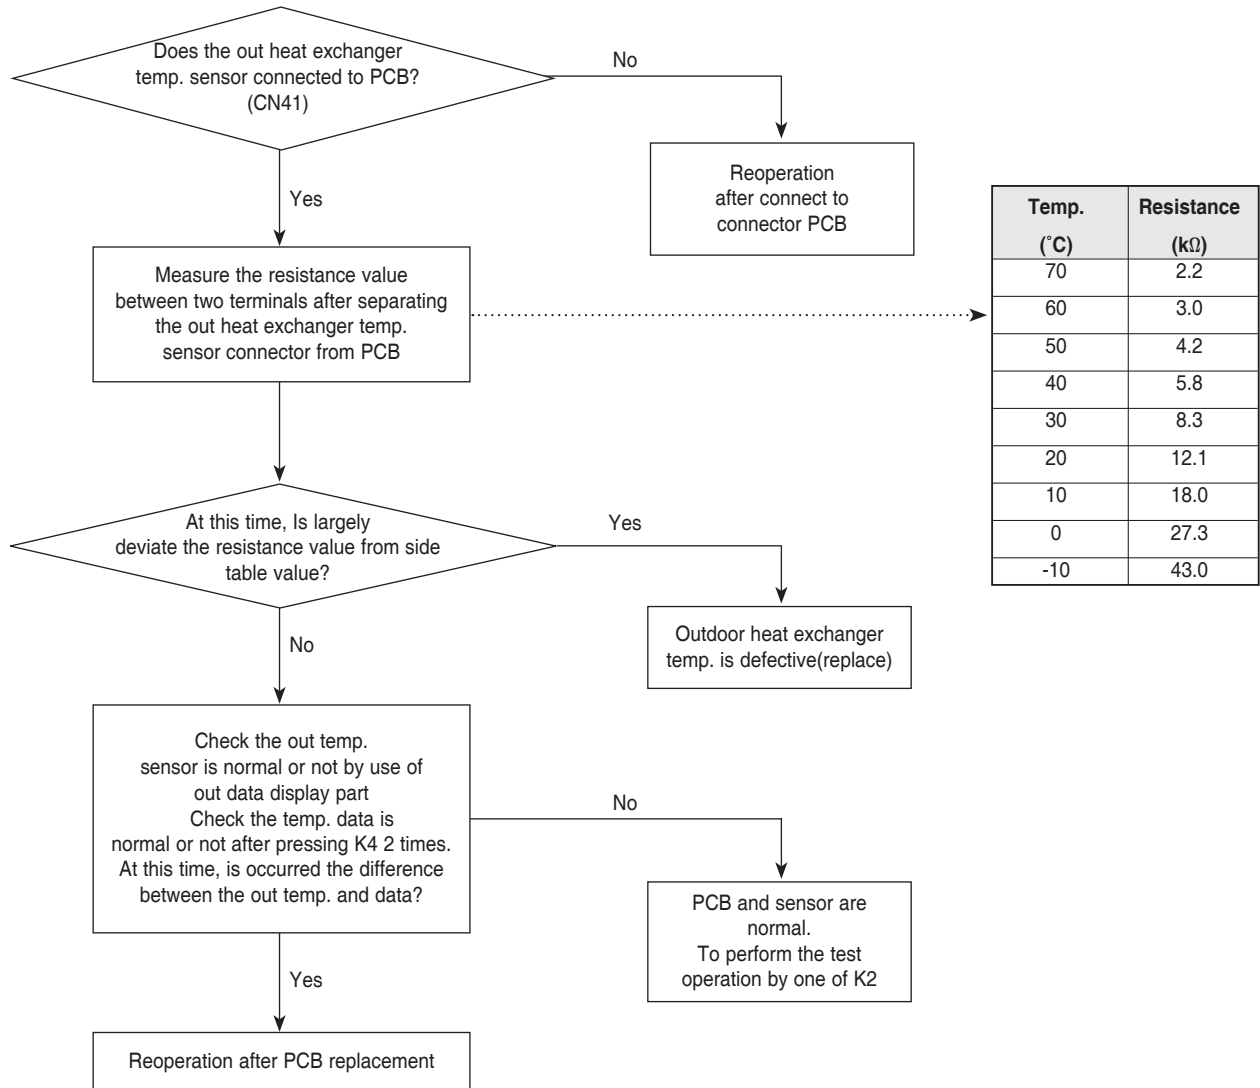 Does the out heat exchanger
temp. sensor connected to PCB?
(CN41)
No
Reoperation
after connect to
connector PCB
Yes
Measure the resistance value
between two terminals after separating
the out heat exchanger temp.
sensor connector from PCB
Temp. Resistance
(˚C) (kΩ)
70 2.2
60 3.0
50 4.2
40 5.8
30 8.3
20 12.1
10 18.0
0 27.3
-10 43.0
At this time, Is largely
deviate the resistance value from side
table value?
Yes
Outdoor heat exchanger
temp. is defective(replace)
No
Check the out temp.
sensor is normal or not by use of
out data display part
Check the temp. data is
normal or not after pressing K4 2 times.
At this time, is occurred the difference
between the out temp. and data?
No
PCB and sensor are
normal.
To perform the test
operation by one of K2
Yes
Reoperation after PCB replacement